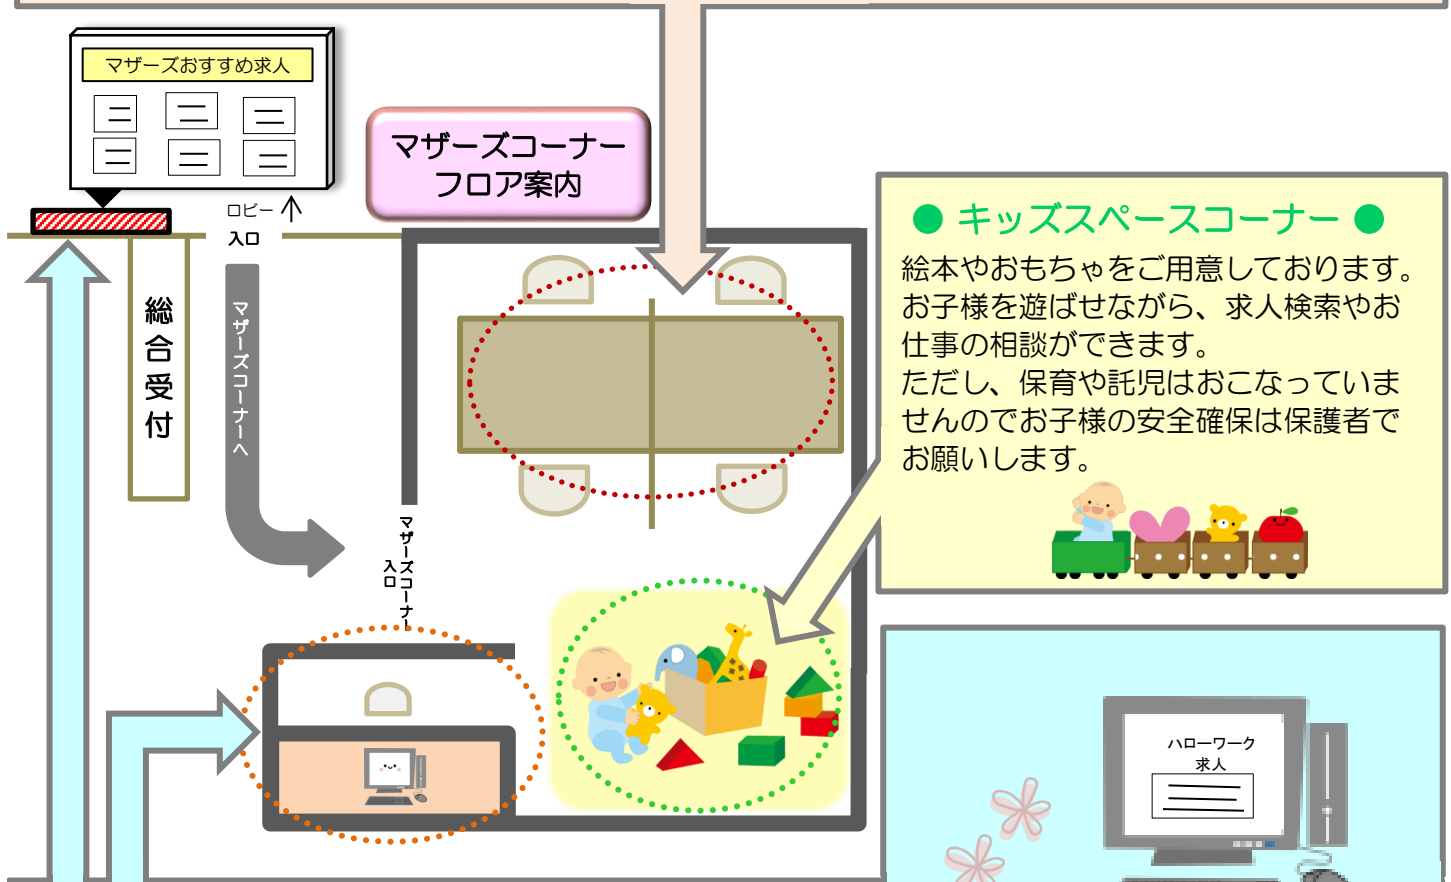 マザーズおすすめ求人
マザーズコーナー
フロア案内
ロビー
入口
総合受付
マザーズコーナーへ
マザーズコーナー
入口
● キッズスペースコーナー ●
絵本やおもちゃをご用意しております。
お子様を遊ばせながら、求人検索やお
仕事の相談ができます。
ただし、保育や託児はおこなっていま
せんのでお子様の安全確保は保護者で
お願いします。
ハローワーク
求人